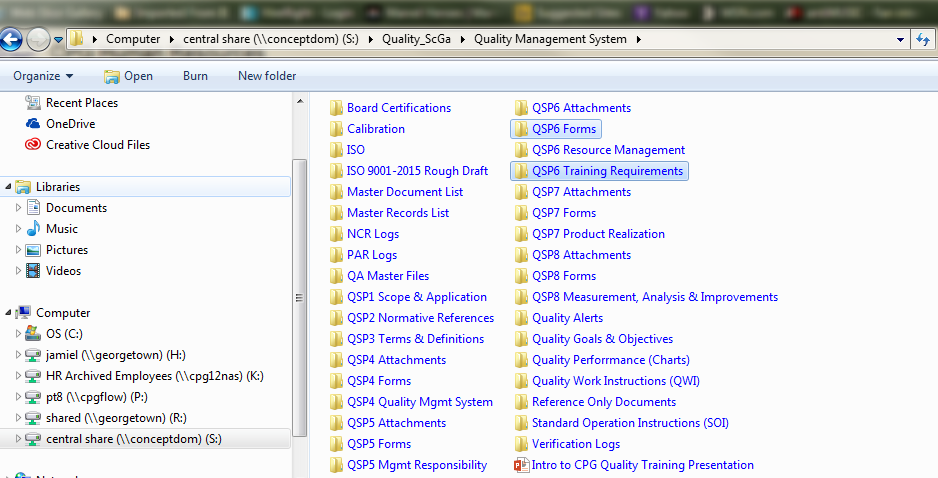 Computer ▸ central share (\\conceptdom) (S:) ▸ Quality_ScGa ▸ Quality Management System ▸
Organize Open Burn New folder
Recent Places
OneDrive
Creative Cloud Files
Libraries
Documents
Music
Pictures
Videos
Computer
OS (C:)
jamiel (\\georgetown) (H:)
HR Archived Employees (\\cpg12nas) (K:)
pt8 (\\cpgflow) (P:)
shared (\\georgetown) (R:)
central share (\\conceptdom) (S:)
Board Certifications
Calibration
ISO
ISO 9001-2015 Rough Draft
Master Document List
Master Records List
NCR Logs
PAR Logs
QA Master Files
QSP1 Scope & Application
QSP2 Normative References
QSP3 Terms & Definitions
QSP4 Attachments
QSP4 Forms
QSP4 Quality Mgmt System
QSP5 Attachments
QSP5 Forms
QSP5 Mgmt Responsibility
QSP6 Attachments
QSP6 Forms
QSP6 Resource Management
QSP6 Training Requirements
QSP7 Attachments
QSP7 Forms
QSP7 Product Realization
QSP8 Attachments
QSP8 Forms
QSP8 Measurement, Analysis & Improvements
Quality Alerts
Quality Goals & Objectives
Quality Perforrmance (Charts)
Quality Work Instructions (QWI)
Reference Only Documents
Standard Operation Instructions (SOI)
Verification Logs
Intro to CPG Quality Training Presentation